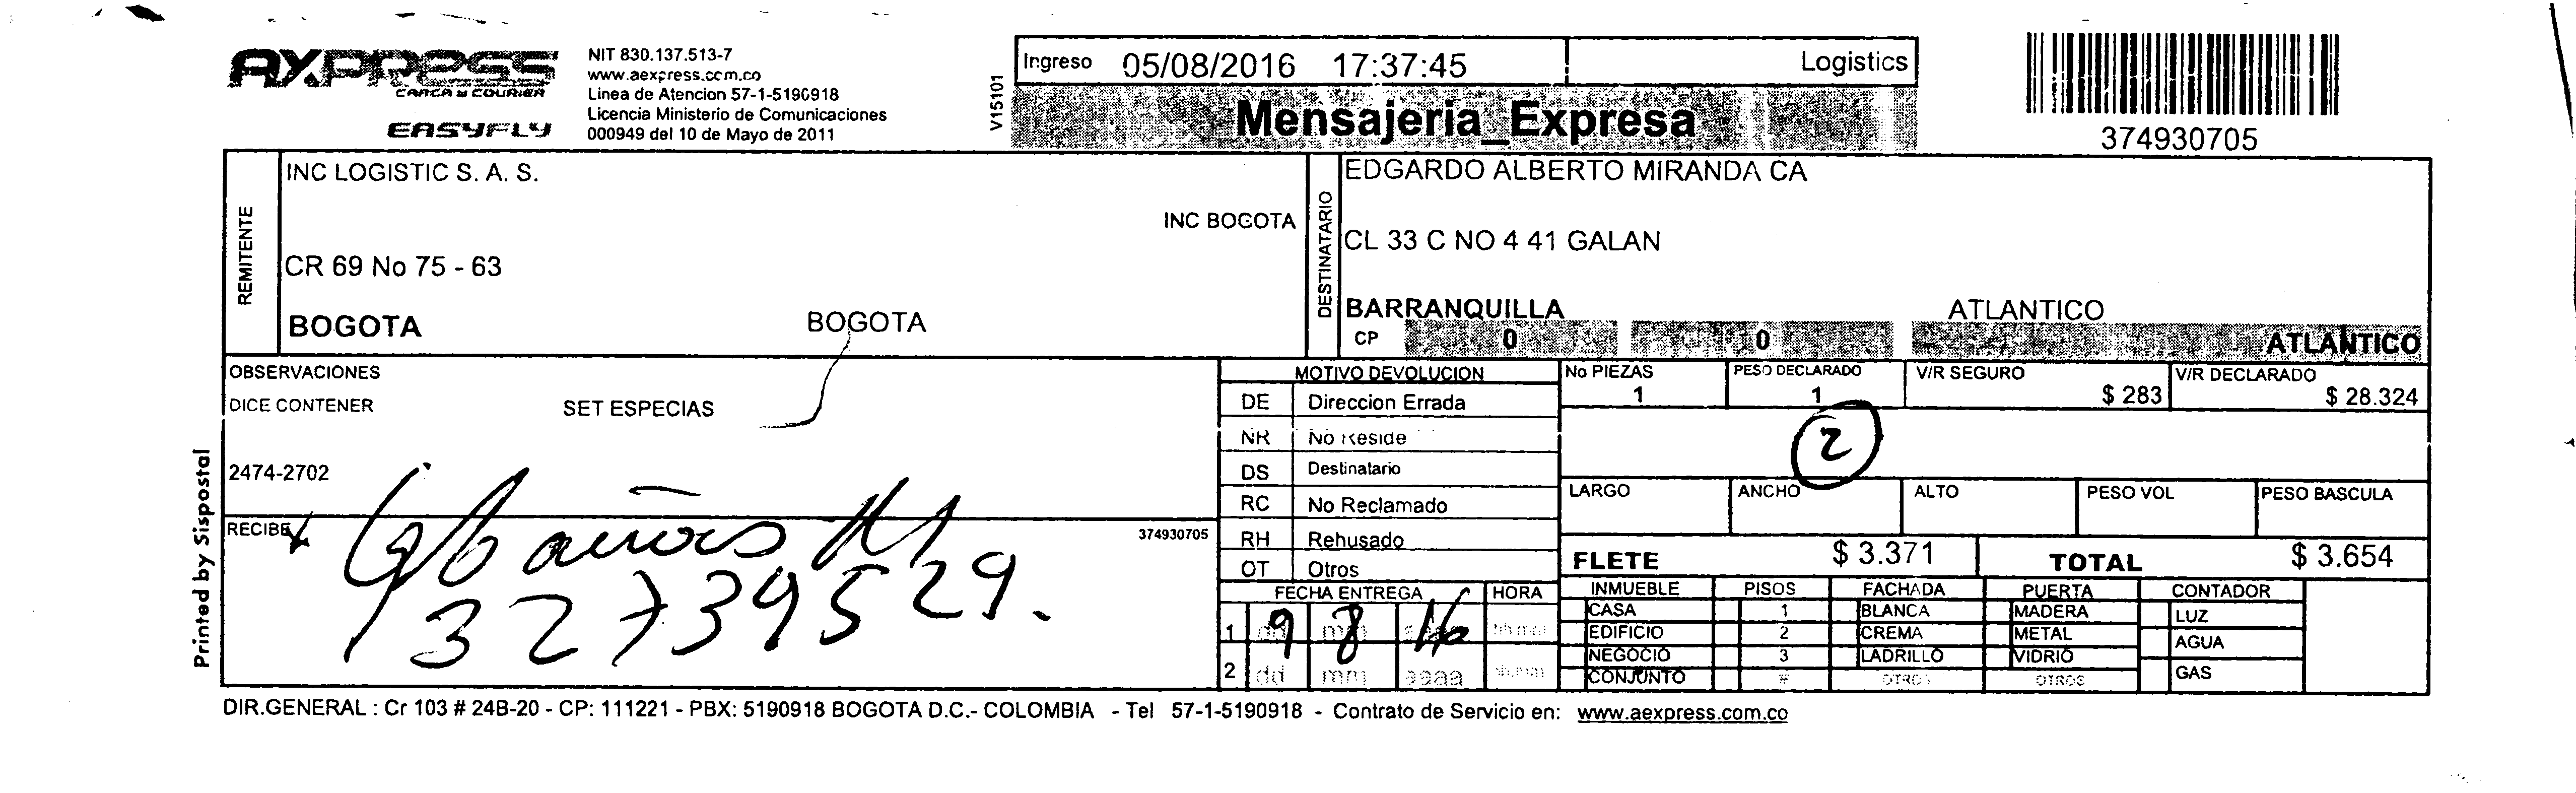 AXPRESS
CARGA & COURIER
EASYFLY
NIT 830.137.513-7
www.aexpress.com.co
Linea de Atencion 57-1-5190918
Licencia Ministerio de Comunicaciones
000949 del 10 de Mayo de 2011
V15101
Ingreso 05/08/2016 17:37:45 Logistics
Mensajeria_Expresa
374930705
REMITENTE
INC LOGISTIC S. A. S.
INC BOGOTA
CR 69 No 75 - 63
BOGOTA BOGOTA
DESTINATARIO
EDGARDO ALBERTO MIRANDA CA
CL 33 C NO 4 41 GALAN
BARRANQUILLA ATLANTICO
CP 0 0 ATLANTICO
OBSERVACIONES
DICE CONTENER SET ESPECIAS
2474-2702
RECIBE
32739529.
374930705
Printed by Sispostal
MOTIVO DEVOLUCION
DE Direccion Errada
NR No Reside
DS Destinatario
RC No Reclamado
RH Rehusado
OT Otros
FECHA ENTREGA HORA
1 9 8 16
2 dd mm aaaa
No PIEZAS PESO DECLARADO V/R SEGURO V/R DECLARADO
1 1 $ 283 $ 28.324
2
LARGO ANCHO ALTO PESO VOL PESO BASCULA
FLETE $ 3.371 TOTAL $ 3.654
INMUEBLE PISOS FACHADA PUERTA CONTADOR
CASA 1 BLANCA MADERA LUZ
EDIFICIO 2 CREMA METAL AGUA
NEGOCIO 3 LADRILLO VIDRIO
CONJUNTO # OTROS OTROS GAS
DIR.GENERAL : Cr 103 # 24B-20 - CP: 111221 - PBX: 5190918 BOGOTA D.C.- COLOMBIA - Tel 57-1-5190918 - Contrato de Servicio en: www.aexpress.com.co